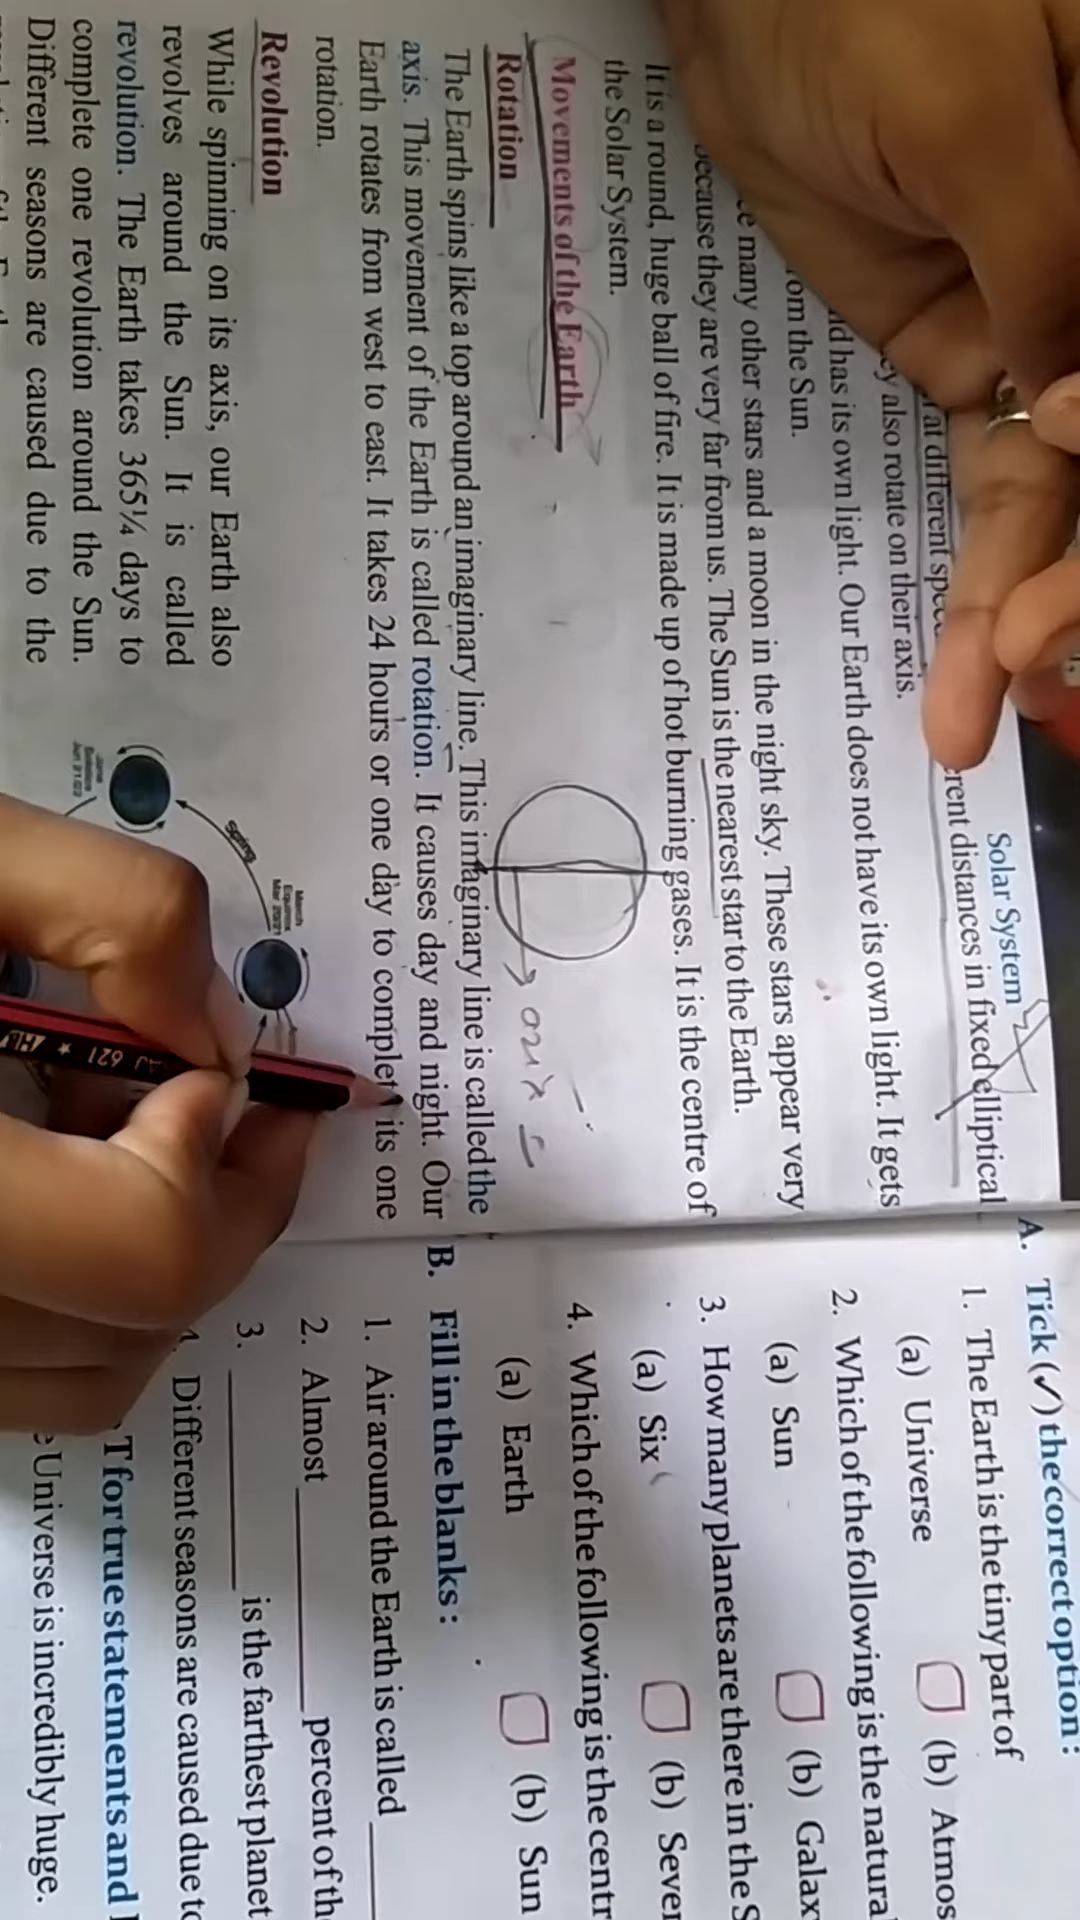 Solar System
erent distances in fixed elliptical
at different spe
ey also rotate on their axis.
d has its own light. Our Earth does not have its own light. It gets
om the Sun.
e many other stars and a moon in the night sky. These stars appear very
because they are very far from us. The Sun is the nearest star to the Earth.
It is a round, huge ball of fire. It is made up of hot burning gases. It is the centre of
the Solar System.
Movements of the Earth
Rotation
The Earth spins like a top around an imaginary line. This imaginary line is called the
axis. This movement of the Earth is called rotation. It causes day and night. Our
Earth rotates from west to east. It takes 24 hours or one day to complet its one
rotation.
Revolution
While spinning on its axis, our Earth also
revolves around the Sun. It is called
revolution. The Earth takes 365¼ days to
complete one revolution around the Sun.
Different seasons are caused due to the
Spring
March
Equinox
June
Solstice
621
A. Tick (✓) the correct option:
1. The Earth is the tiny part of
(a) Universe (b) Atmos
2. Which of the following is the natural
(a) Sun (b) Galax
3. How many planets are there in the S
(a) Six (b) Seve
4. Which of the following is the centr
(a) Earth (b) Sun
B. Fill in the blanks:
1. Air around the Earth is called
2. Almost percent of th
3. is the farthest planet
4. Different seasons are caused due to
T for true statements and
e Universe is incredibly huge.